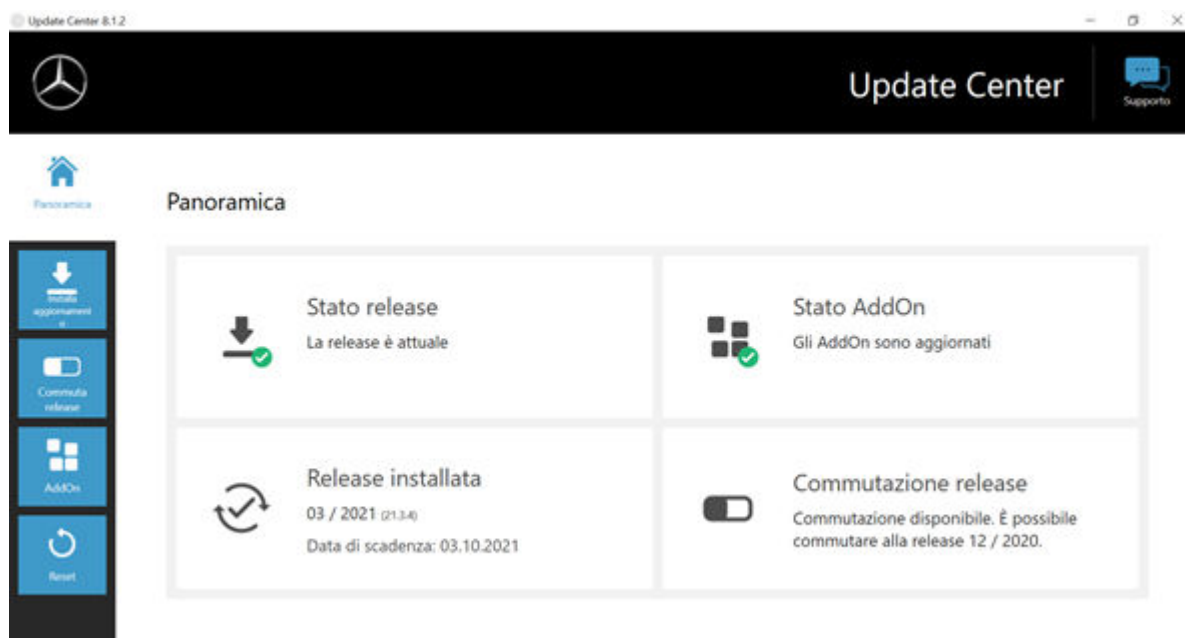 Update Center 8.1.2
Update Center
Supporto
Panoramica
Panoramica
Installa
aggiornament
i
Commuta
release
AddOn
Reset
Stato release
La release è attuale
Stato AddOn
Gli AddOn sono aggiornati
Release installata
03 / 2021 (21.3.4)
Data di scadenza: 03.10.2021
Commutazione release
Commutazione disponibile. È possibile
commutare alla release 12 / 2020.